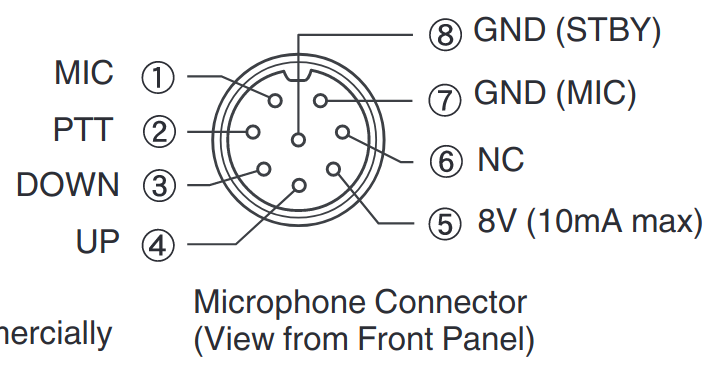 ⑧ GND (STBY)
MIC ①
⑦ GND (MIC)
PTT ②
⑥ NC
DOWN ③
⑤ 8V (10mA max)
UP ④
Microphone Connector
(View from Front Panel)